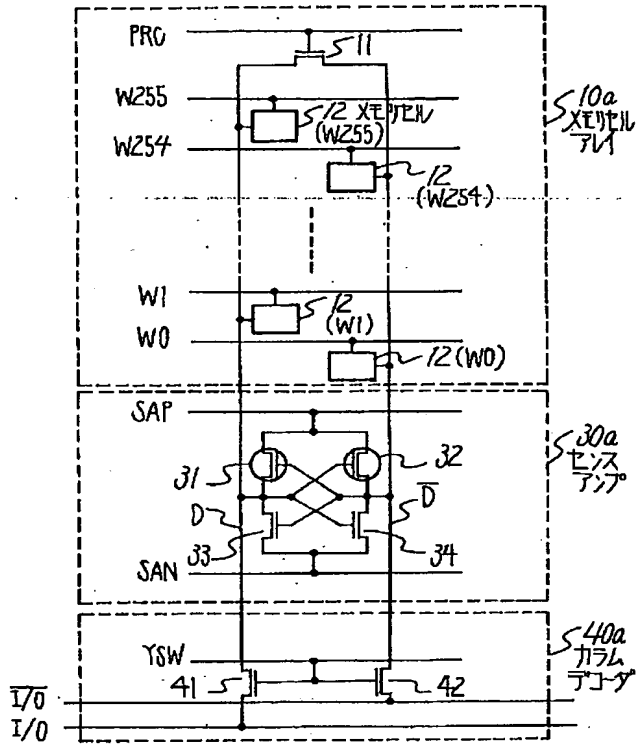 PRC
11
W255
12 メモリセル
(W255)
10a
メモリセル
アレイ
W254
12
(W254)
W1
12
(W1)
W0
12(W0)
SAP
30a
センス
アンプ
31
32
D
D̅
33
34
SAN
YSW
40a
カラム
デコーダ
41
42
I̅/̅O̅
I/O